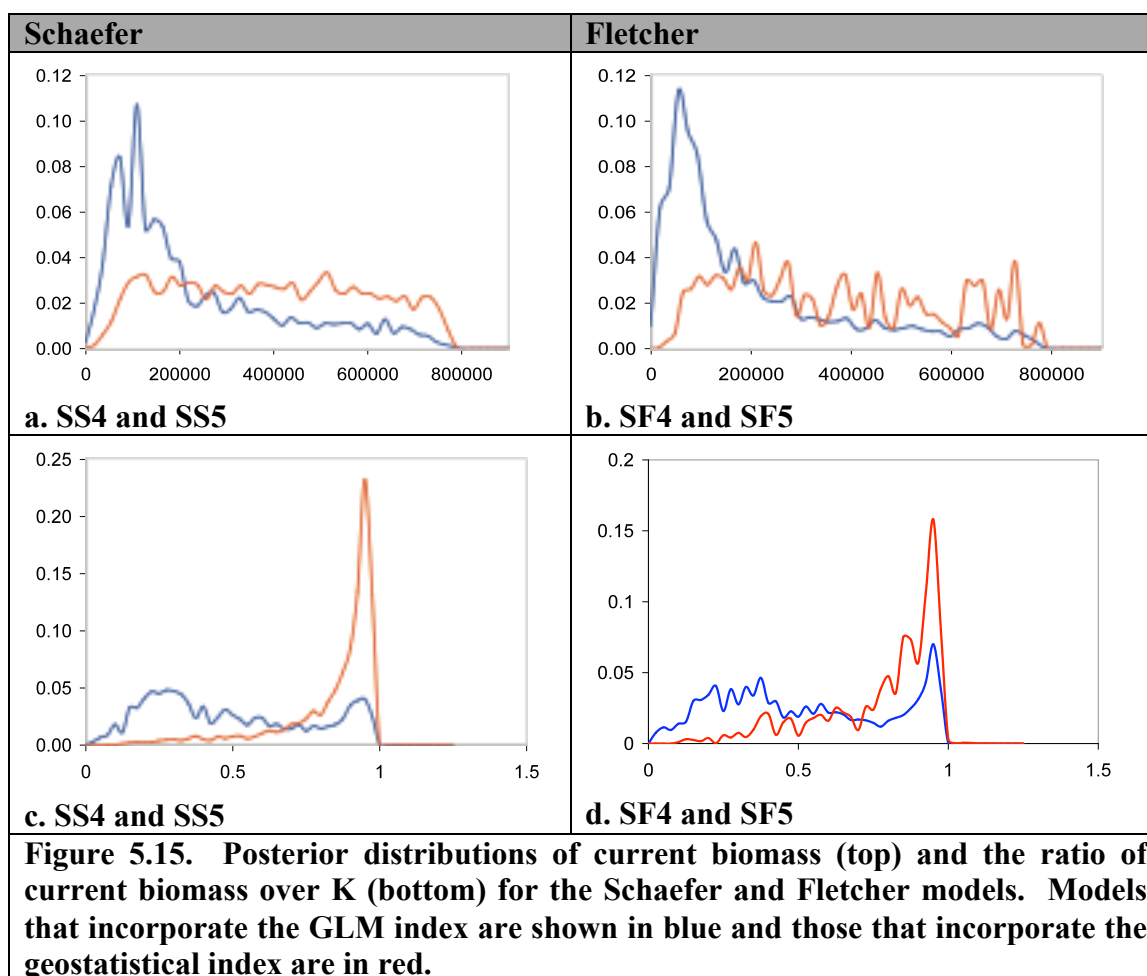 Schaefer
Fletcher
0.12
0.10
0.08
0.06
0.04
0.02
0.00
0 200000 400000 600000 800000
a. SS4 and SS5
0.12
0.10
0.08
0.06
0.04
0.02
0.00
0 200000 400000 600000 800000
b. SF4 and SF5
0.25
0.20
0.15
0.10
0.05
0.00
0 0.5 1 1.5
c. SS4 and SS5
0.2
0.15
0.1
0.05
0
0 0.5 1 1.5
d. SF4 and SF5
Figure 5.15. Posterior distributions of current biomass (top) and the ratio of
current biomass over K (bottom) for the Schaefer and Fletcher models. Models
that incorporate the GLM index are shown in blue and those that incorporate the
geostatistical index are in red.